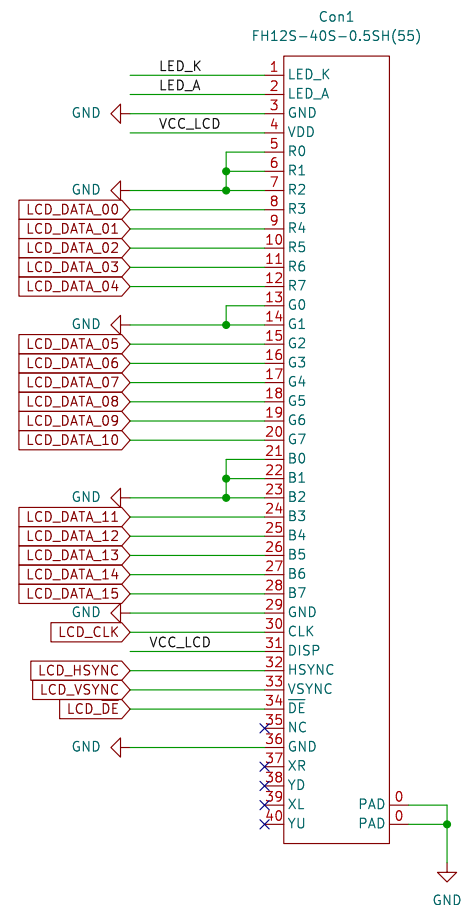 Con1
FH12S-40S-0.5SH(55)
LED_K 1 LED_K
LED_A 2 LED_A
GND 3 GND
VCC_LCD 4 VDD
5 R0
6 R1
GND 7 R2
LCD_DATA_00 8 R3
LCD_DATA_01 9 R4
LCD_DATA_02 10 R5
LCD_DATA_03 11 R6
LCD_DATA_04 12 R7
13 G0
GND 14 G1
LCD_DATA_05 15 G2
LCD_DATA_06 16 G3
LCD_DATA_07 17 G4
LCD_DATA_08 18 G5
LCD_DATA_09 19 G6
LCD_DATA_10 20 G7
21 B0
22 B1
GND 23 B2
LCD_DATA_11 24 B3
LCD_DATA_12 25 B4
LCD_DATA_13 26 B5
LCD_DATA_14 27 B6
LCD_DATA_15 28 B7
GND 29 GND
LCD_CLK 30 CLK
VCC_LCD 31 DISP
LCD_HSYNC 32 HSYNC
LCD_VSYNC 33 VSYNC
LCD_DE 34 DE
35 NC
GND 36 GND
37 XR
38 YD
39 XL PAD 0
40 YU PAD 0
GND